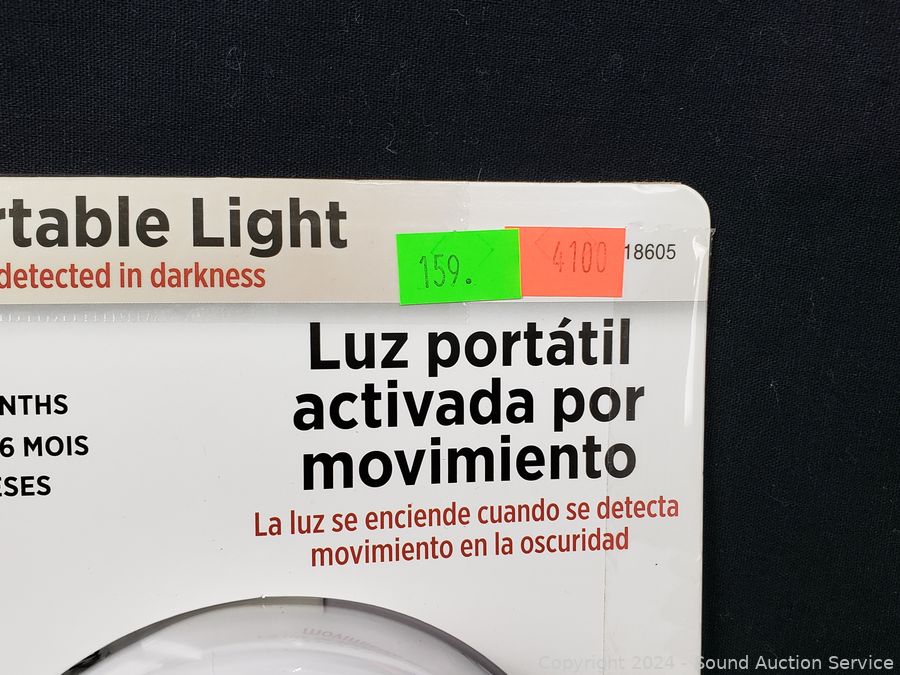 rtable Light
detected in darkness
159.
4100
18605
Luz portátil
activada por
movimiento
La luz se enciende cuando se detecta
movimiento en la oscuridad
NTHS
6 MOIS
ESES
Copyright 2024 - Sound Auction Service